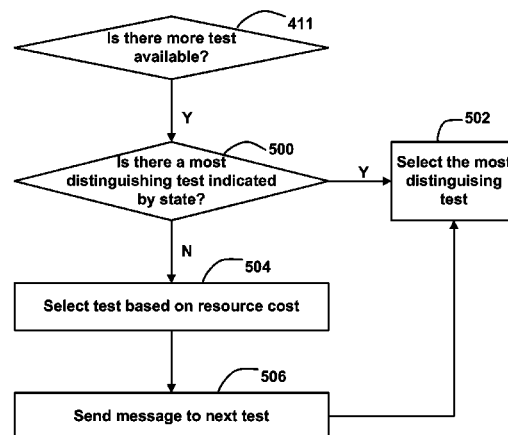 411
Is there more test
available?
Y
500
Is there a most
distinguishing test indicated
by state?
Y
502
Select the most
distinguising
test
N
504
Select test based on resource cost
506
Send message to next test